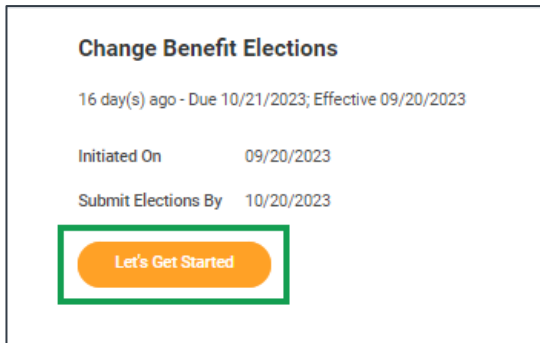 Change Benefit Elections
16 day(s) ago - Due 10/21/2023; Effective 09/20/2023
Initiated On 09/20/2023
Submit Elections By 10/20/2023
Let's Get Started